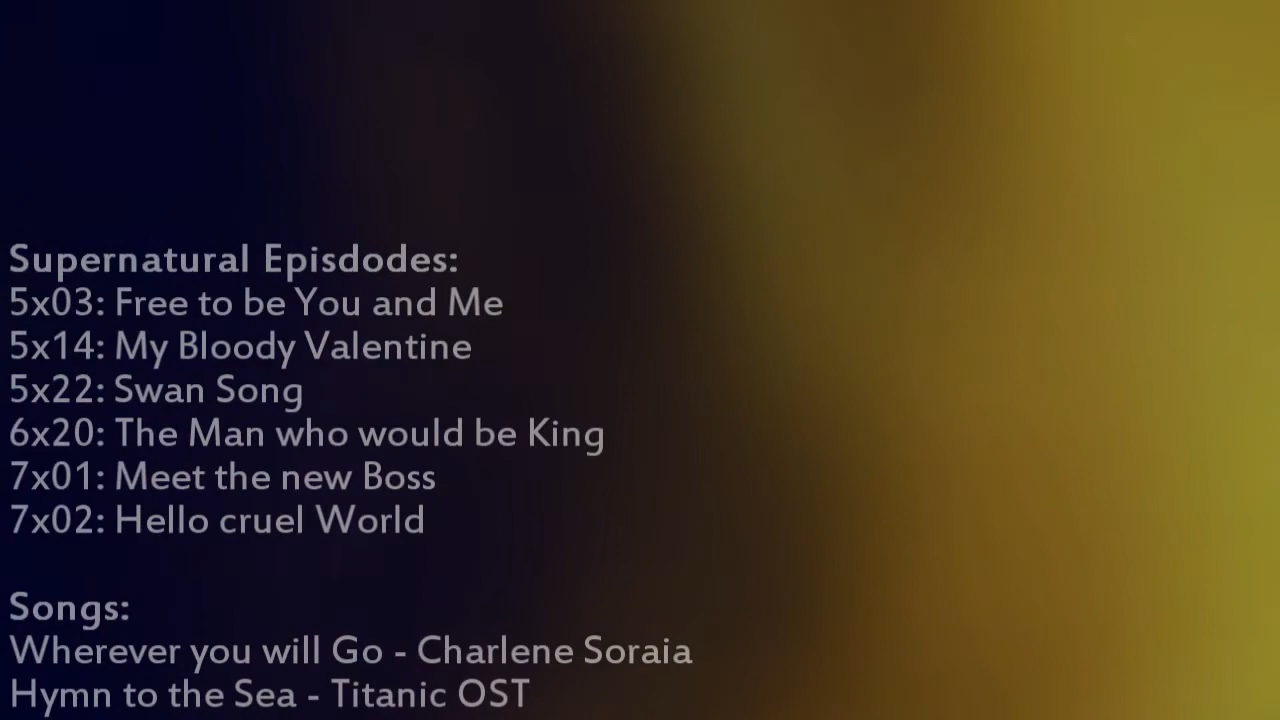 Supernatural Episdodes:
5x03: Free to be You and Me
5x14: My Bloody Valentine
5x22: Swan Song
6x20: The Man who would be King
7x01: Meet the new Boss
7x02: Hello cruel World
Songs:
Wherever you will Go - Charlene Soraia
Hymn to the Sea - Titanic OST